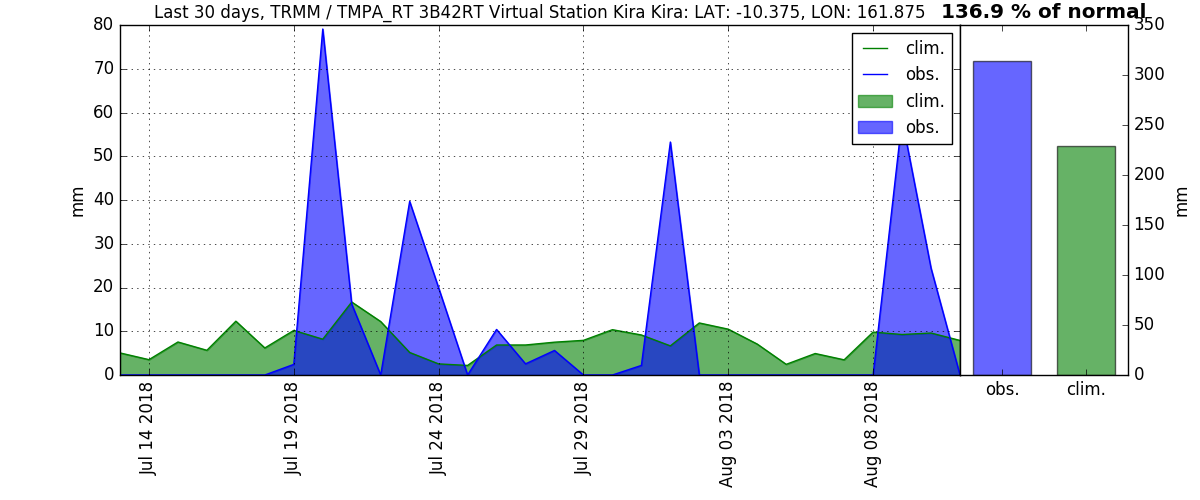 Last 30 days, TRMM / TMPA_RT 3B42RT Virtual Station Kira Kira: LAT: -10.375, LON: 161.875 136.9 % of normal
80
70
60
50
40
30
20
10
0
mm
Jul 14 2018
Jul 19 2018
Jul 24 2018
Jul 29 2018
Aug 03 2018
Aug 08 2018
clim.
obs.
clim.
obs.
350
300
250
200
150
100
50
0
mm
obs. clim.